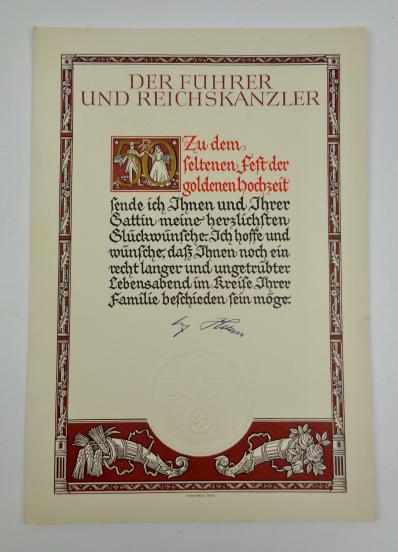 DER FÜHRER
UND REICHSKANZLER
50
Zu dem
seltenen Fest der
goldenen Hochzeit
sende ich Ihnen und Ihrer
Gattin meine herzlichsten
Glückwünsche. Ich hoffe und
wünsche, daß Ihnen noch ein
recht langer und ungetrübter
Lebensabend im Kreise Ihrer
Familie beschieden sein möge.